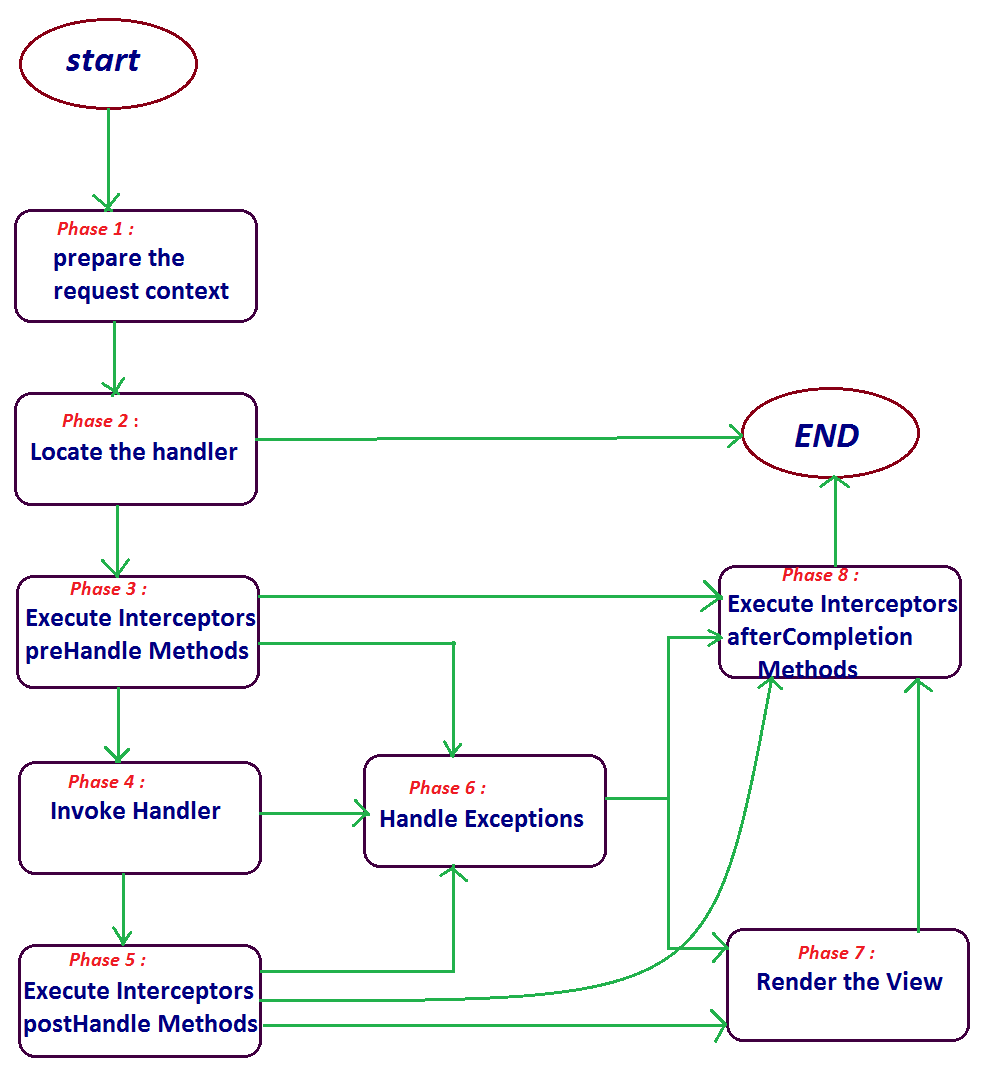 start
Phase 1 :
prepare the
request context
Phase 2 :
Locate the handler
END
Phase 3 :
Execute Interceptors
preHandle Methods
Phase 8 :
Execute Interceptors
afterCompletion
Methods
Phase 4 :
Invoke Handler
Phase 6 :
Handle Exceptions
Phase 5 :
Execute Interceptors
postHandle Methods
Phase 7 :
Render the View